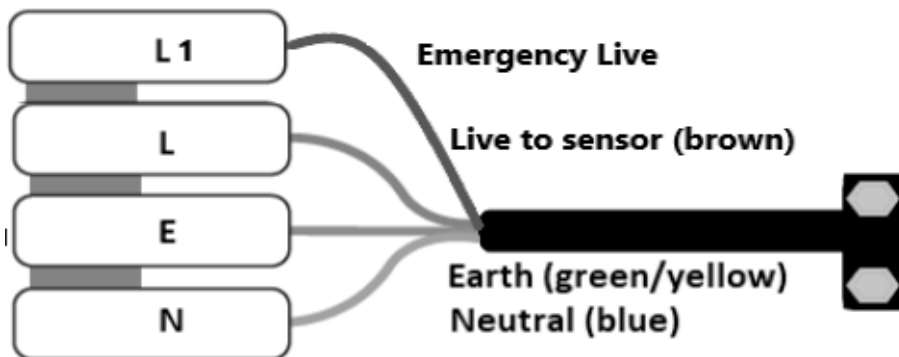 L 1
Emergency Live
L
Live to sensor (brown)
E
Earth (green/yellow)
N
Neutral (blue)